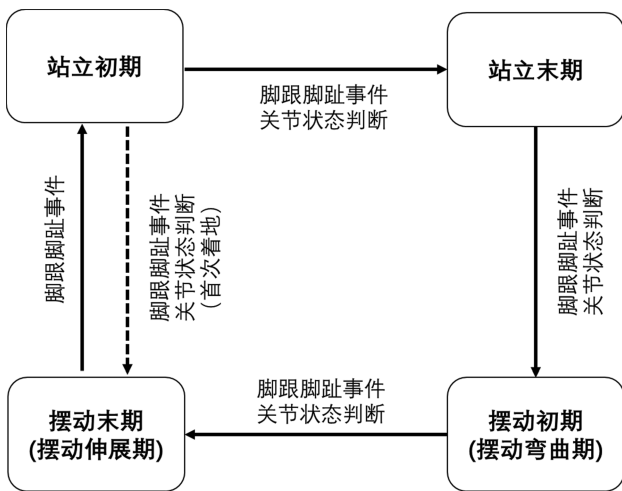 站立初期
站立末期
脚跟脚趾事件
关节状态判断
脚跟脚趾事件
脚跟脚趾事件
关节状态判断
(首次着地)
脚跟脚趾事件
关节状态判断
脚跟脚趾事件
关节状态判断
摆动末期
(摆动伸展期)
摆动初期
(摆动弯曲期)